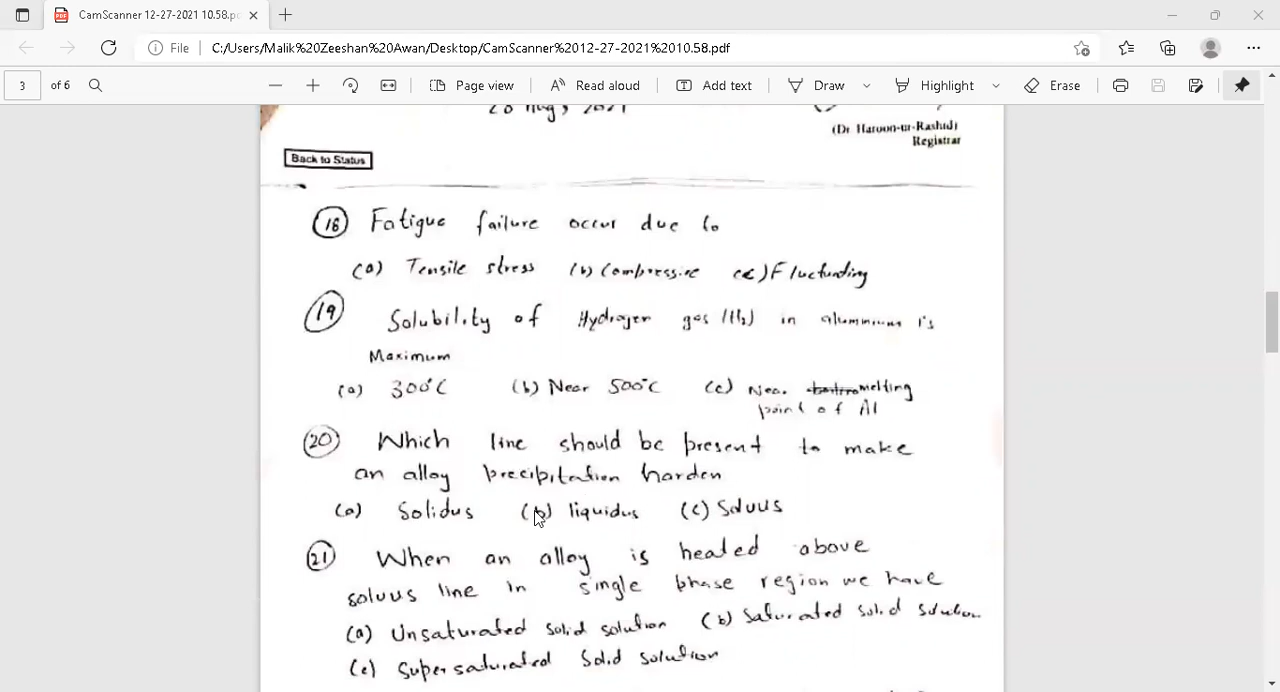 CamScanner 12-27-2021 10.58.pd
File C:/Users/Malik%20Zeeshan%20Awan/Desktop/CamScanner%2012-27-2021%2010.58.pdf
3 of 6 Page view Read aloud Add text Draw Highlight Erase
(Dr Haroon-ur-Rashid)
Registrar
Back to Status
(18) Fatigue failure occur due to
(a) Tensile stress (b) Compressive (c) Fluctuading
(19) Solubility of Hydrogen gas (H2) in aluminium is
Maximum
(a) 300°C (b) Near 500°C (c) Near melting
point of Al
(20) Which line should be present to make
an alloy precipitation harden
(a) Solidus (b) liquidus (c) Solvus
(21) When an alloy is heated above
solvus line in single phase region we have
(a) Unsaturated solid solution (b) Saturated solid solution
(c) Supersaturated Solid solution